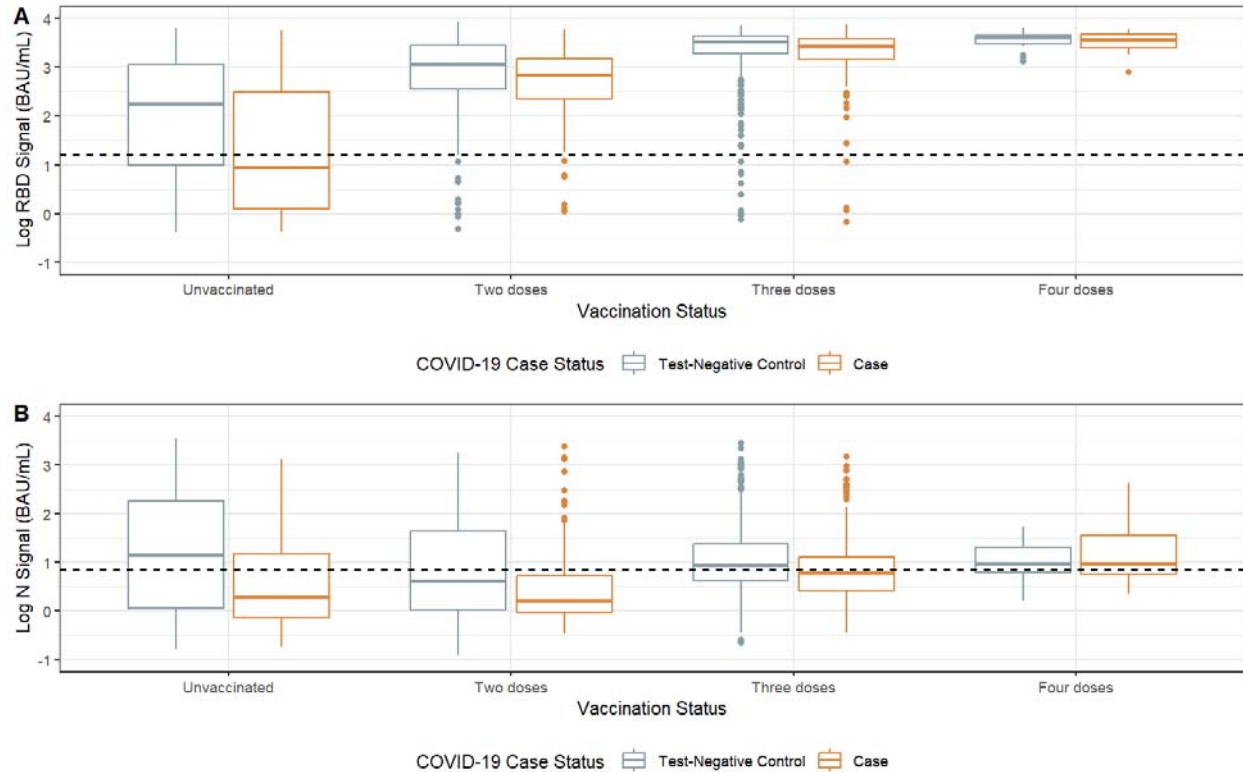 A
Log RBD Signal (BAU/mL)
4
3
2
1
0
-1
Unvaccinated Two doses Three doses Four doses
Vaccination Status
COVID-19 Case Status Test-Negative Control Case
B
Log N Signal (BAU/mL)
4
3
2
1
0
-1
Unvaccinated Two doses Three doses Four doses
Vaccination Status
COVID-19 Case Status Test-Negative Control Case